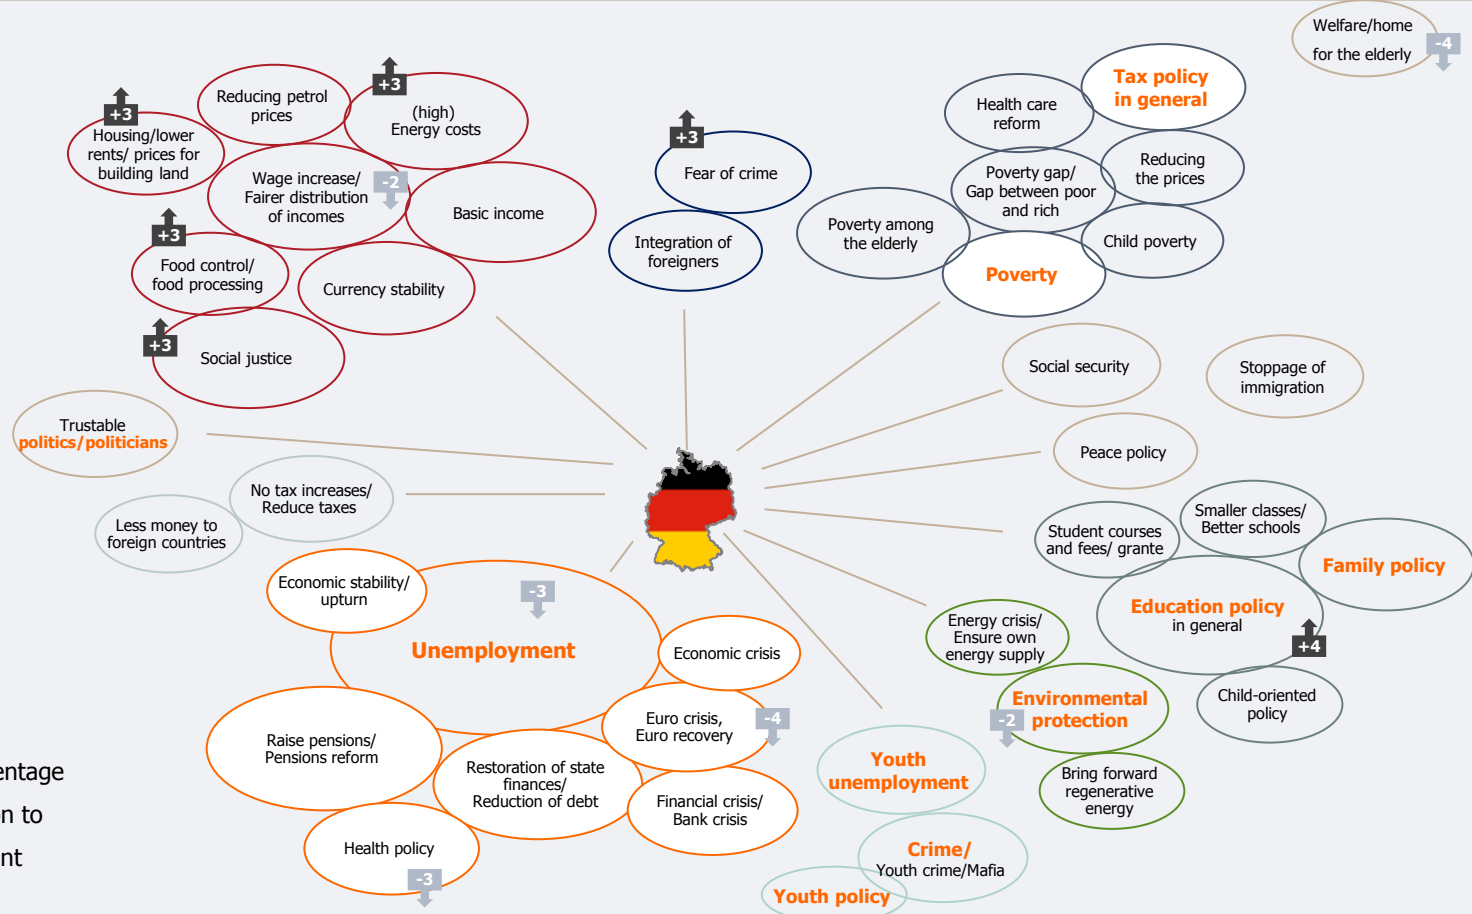 Welfare/home
for the elderly
-4
Tax policy
in general
Health care
reform
Reducing
the prices
Poverty gap/
Gap between poor
and rich
Poverty among
the elderly
Child poverty
Poverty
+3
Fear of crime
Integration of
foreigners
+3
Reducing petrol
prices
+3
(high)
Energy costs
Housing/lower
rents/ prices for
building land
Wage increase/
Fairer distribution
of incomes
-2
Basic income
+3
Food control/
food processing
Currency stability
+3
Social justice
Social security
Stoppage of
immigration
Peace policy
Trustable
politics/politicians
No tax increases/
Reduce taxes
Less money to
foreign countries
Student courses
and fees/ grante
Smaller classes/
Better schools
Family policy
Education policy
in general
+4
Child-oriented
policy
Economic stability/
upturn
-3
Unemployment
Economic crisis
Euro crisis,
Euro recovery
-4
Raise pensions/
Pensions reform
Restoration of state
finances/
Reduction of debt
Financial crisis/
Bank crisis
Health policy
-3
Energy crisis/
Ensure own
energy supply
Environmental
protection
-2
Bring forward
regenerative
energy
Youth
unemployment
Crime/
Youth crime/Mafia
Youth policy
entage
n to
nt